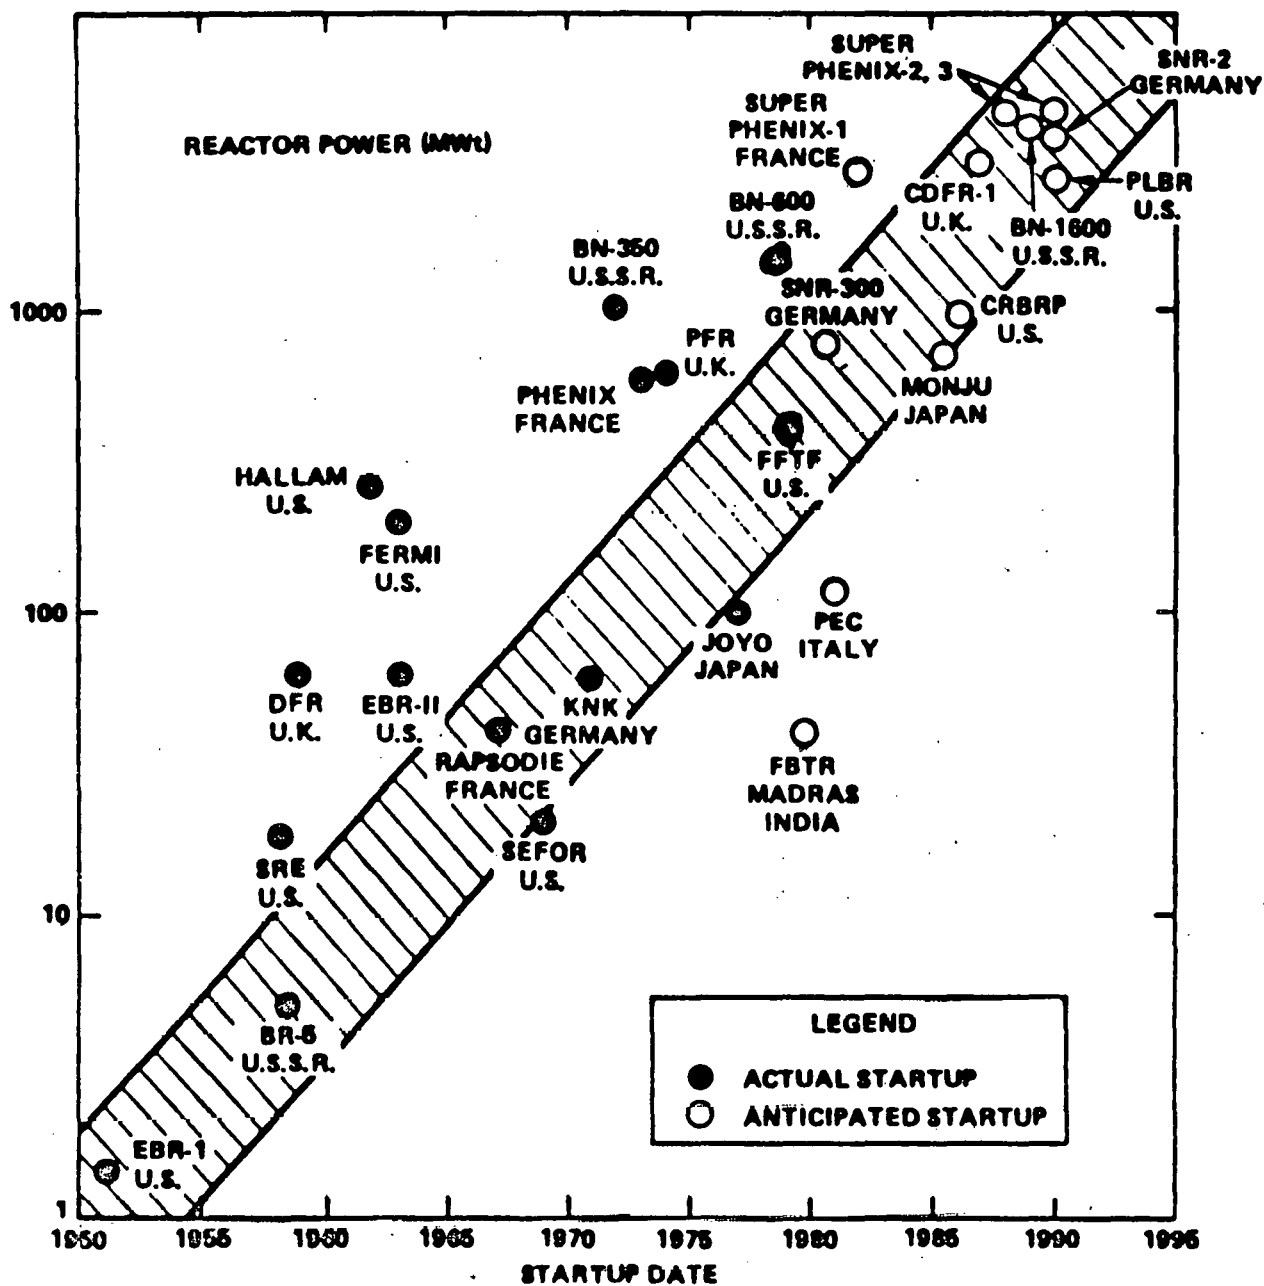 SUPER
PHENIX-2, 3
SNR-2
GERMANY
SUPER
PHENIX-1
FRANCE
REACTOR POWER (MWt)
CDFR-1
U.K.
PLBR
U.S.
BN-600
U.S.S.R.
BN-1600
U.S.S.R.
BN-350
U.S.S.R.
SNR-300
GERMANY
CRBRP
U.S.
1000
PFR
U.K.
MONJU
JAPAN
PHENIX
FRANCE
FFTF
U.S.
HALLAM
U.S.
FERMI
U.S.
100
PEC
ITALY
JOYO
JAPAN
DFR
U.K.
EBR-II
U.S.
KNK
GERMANY
RAPSODIE
FRANCE
FBTR
MADRAS
INDIA
SEFOR
U.S.
SRE
U.S.
10
BR-5
U.S.S.R.
LEGEND
ACTUAL STARTUP
ANTICIPATED STARTUP
EBR-1
U.S.
1
1950 1955 1960 1965 1970 1975 1980 1985 1990 1995
STARTUP DATE